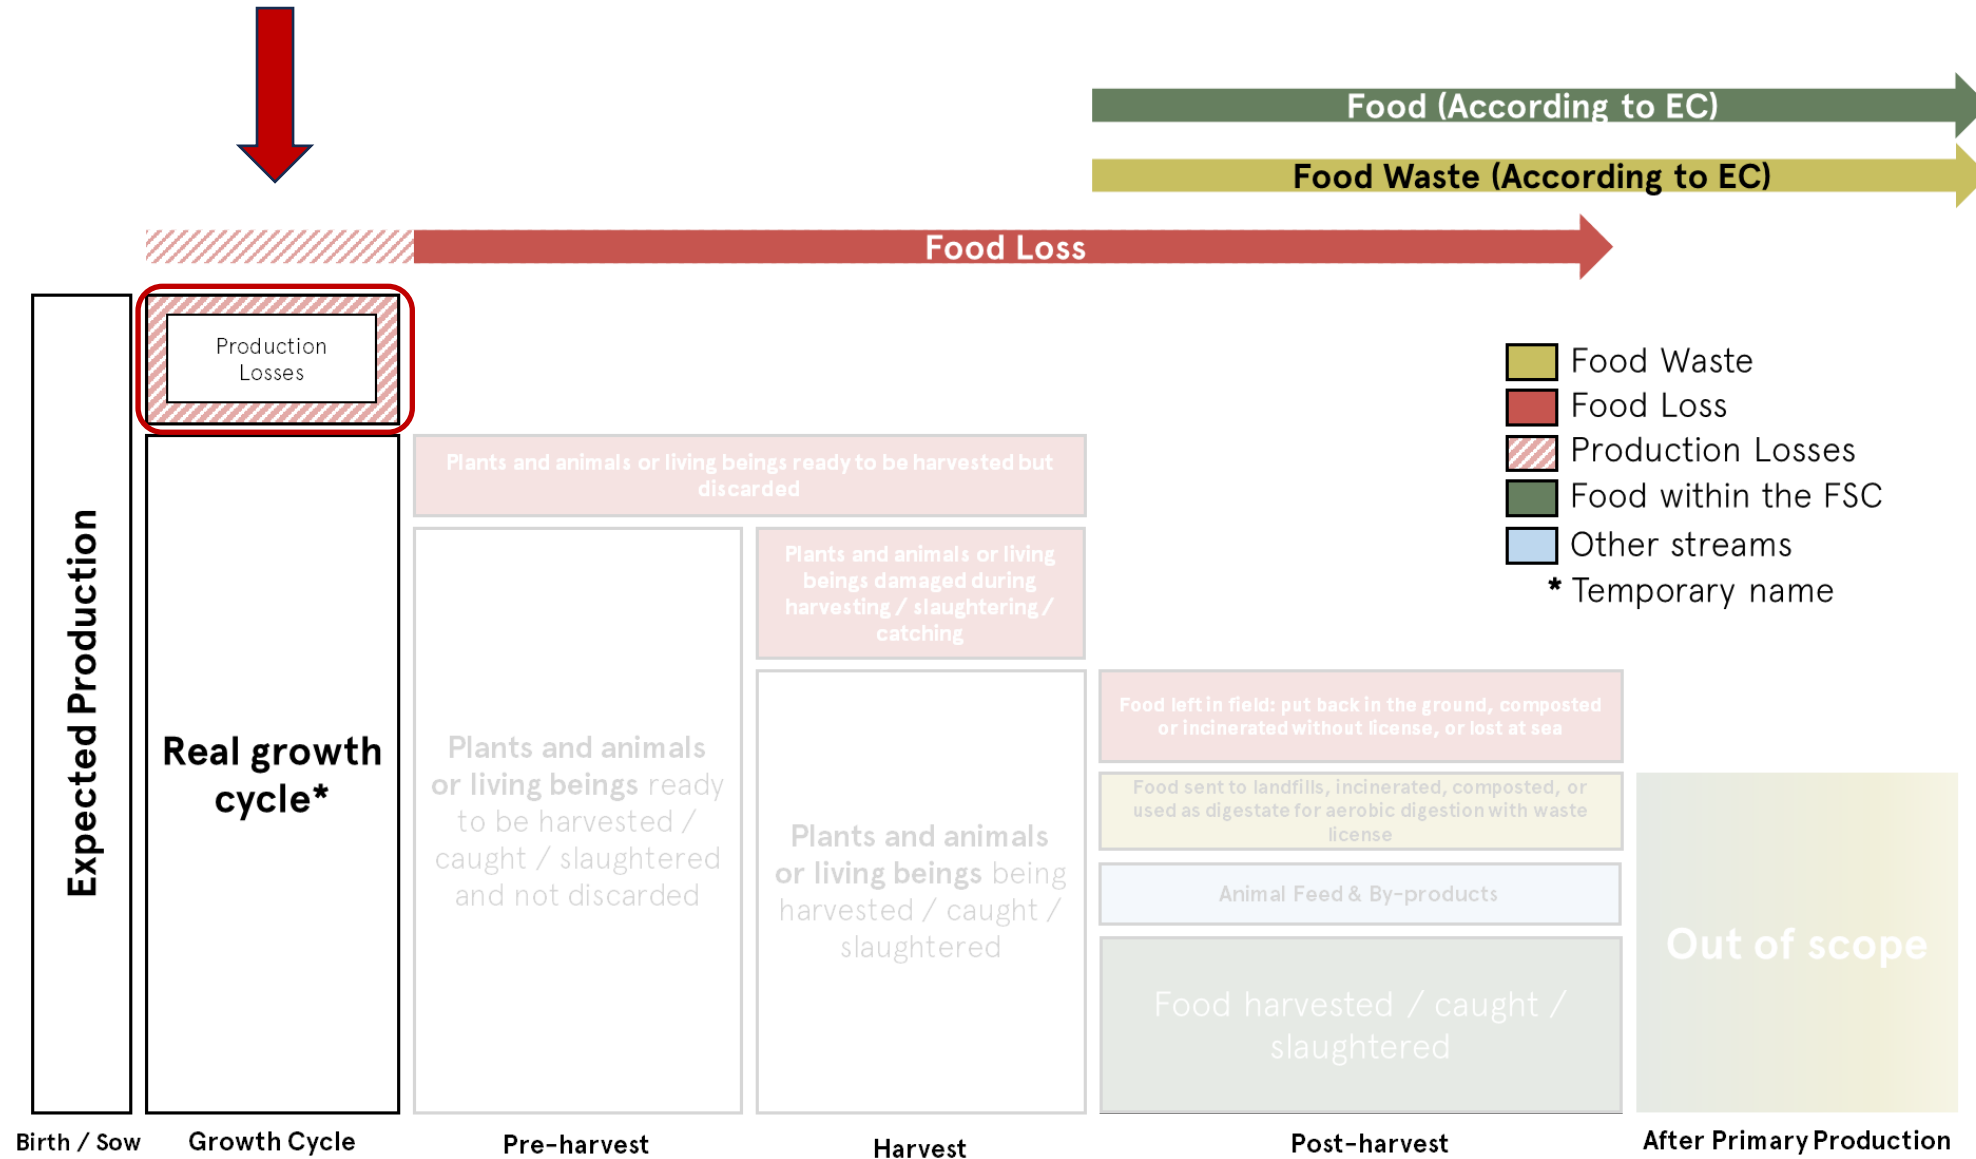 Food (According to EC)
Food Waste (According to EC)
Food Loss
Production
Losses
Food Waste
Food Loss
Production Losses
Food within the FSC
Other streams
* Temporary name
Expected Production
Real growth
cycle*
Plants and animals or living beings ready to be harvested but
discarded
Plants and animals
or living beings ready
to be harvested /
caught / slaughtered
and not discarded
Plants and animals or living
beings damaged during
harvesting / slaughtering /
catching
Plants and animals
or living beings being
harvested / caught /
slaughtered
Food left in field: put back in the ground, composted
or incinerated without license, or lost at sea
Food sent to landfills, incinerated, composted, or
used as digestate for aerobic digestion with waste
license
Animal Feed & By-products
Food harvested / caught /
slaughtered
Out of scope
Birth / Sow
Growth Cycle
Pre-harvest
Harvest
Post-harvest
After Primary Production